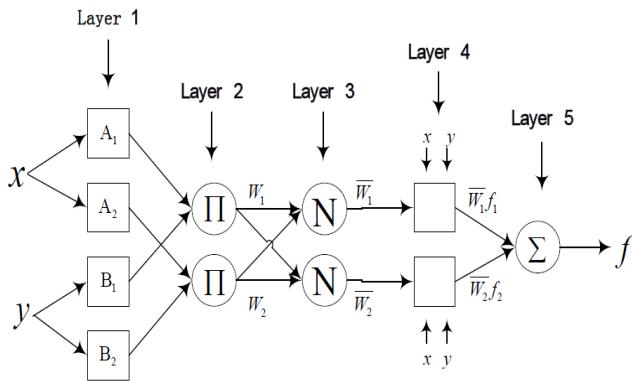 Layer 1
Layer 2
Layer 3
Layer 4
Layer 5
x
y
A₁
A₂
B₁
B₂
Π
Π
W₁
W₂
N
N
W̅₁
W̅₂
x y
x y
W̅₁f₁
W̅₂f₂
Σ
f